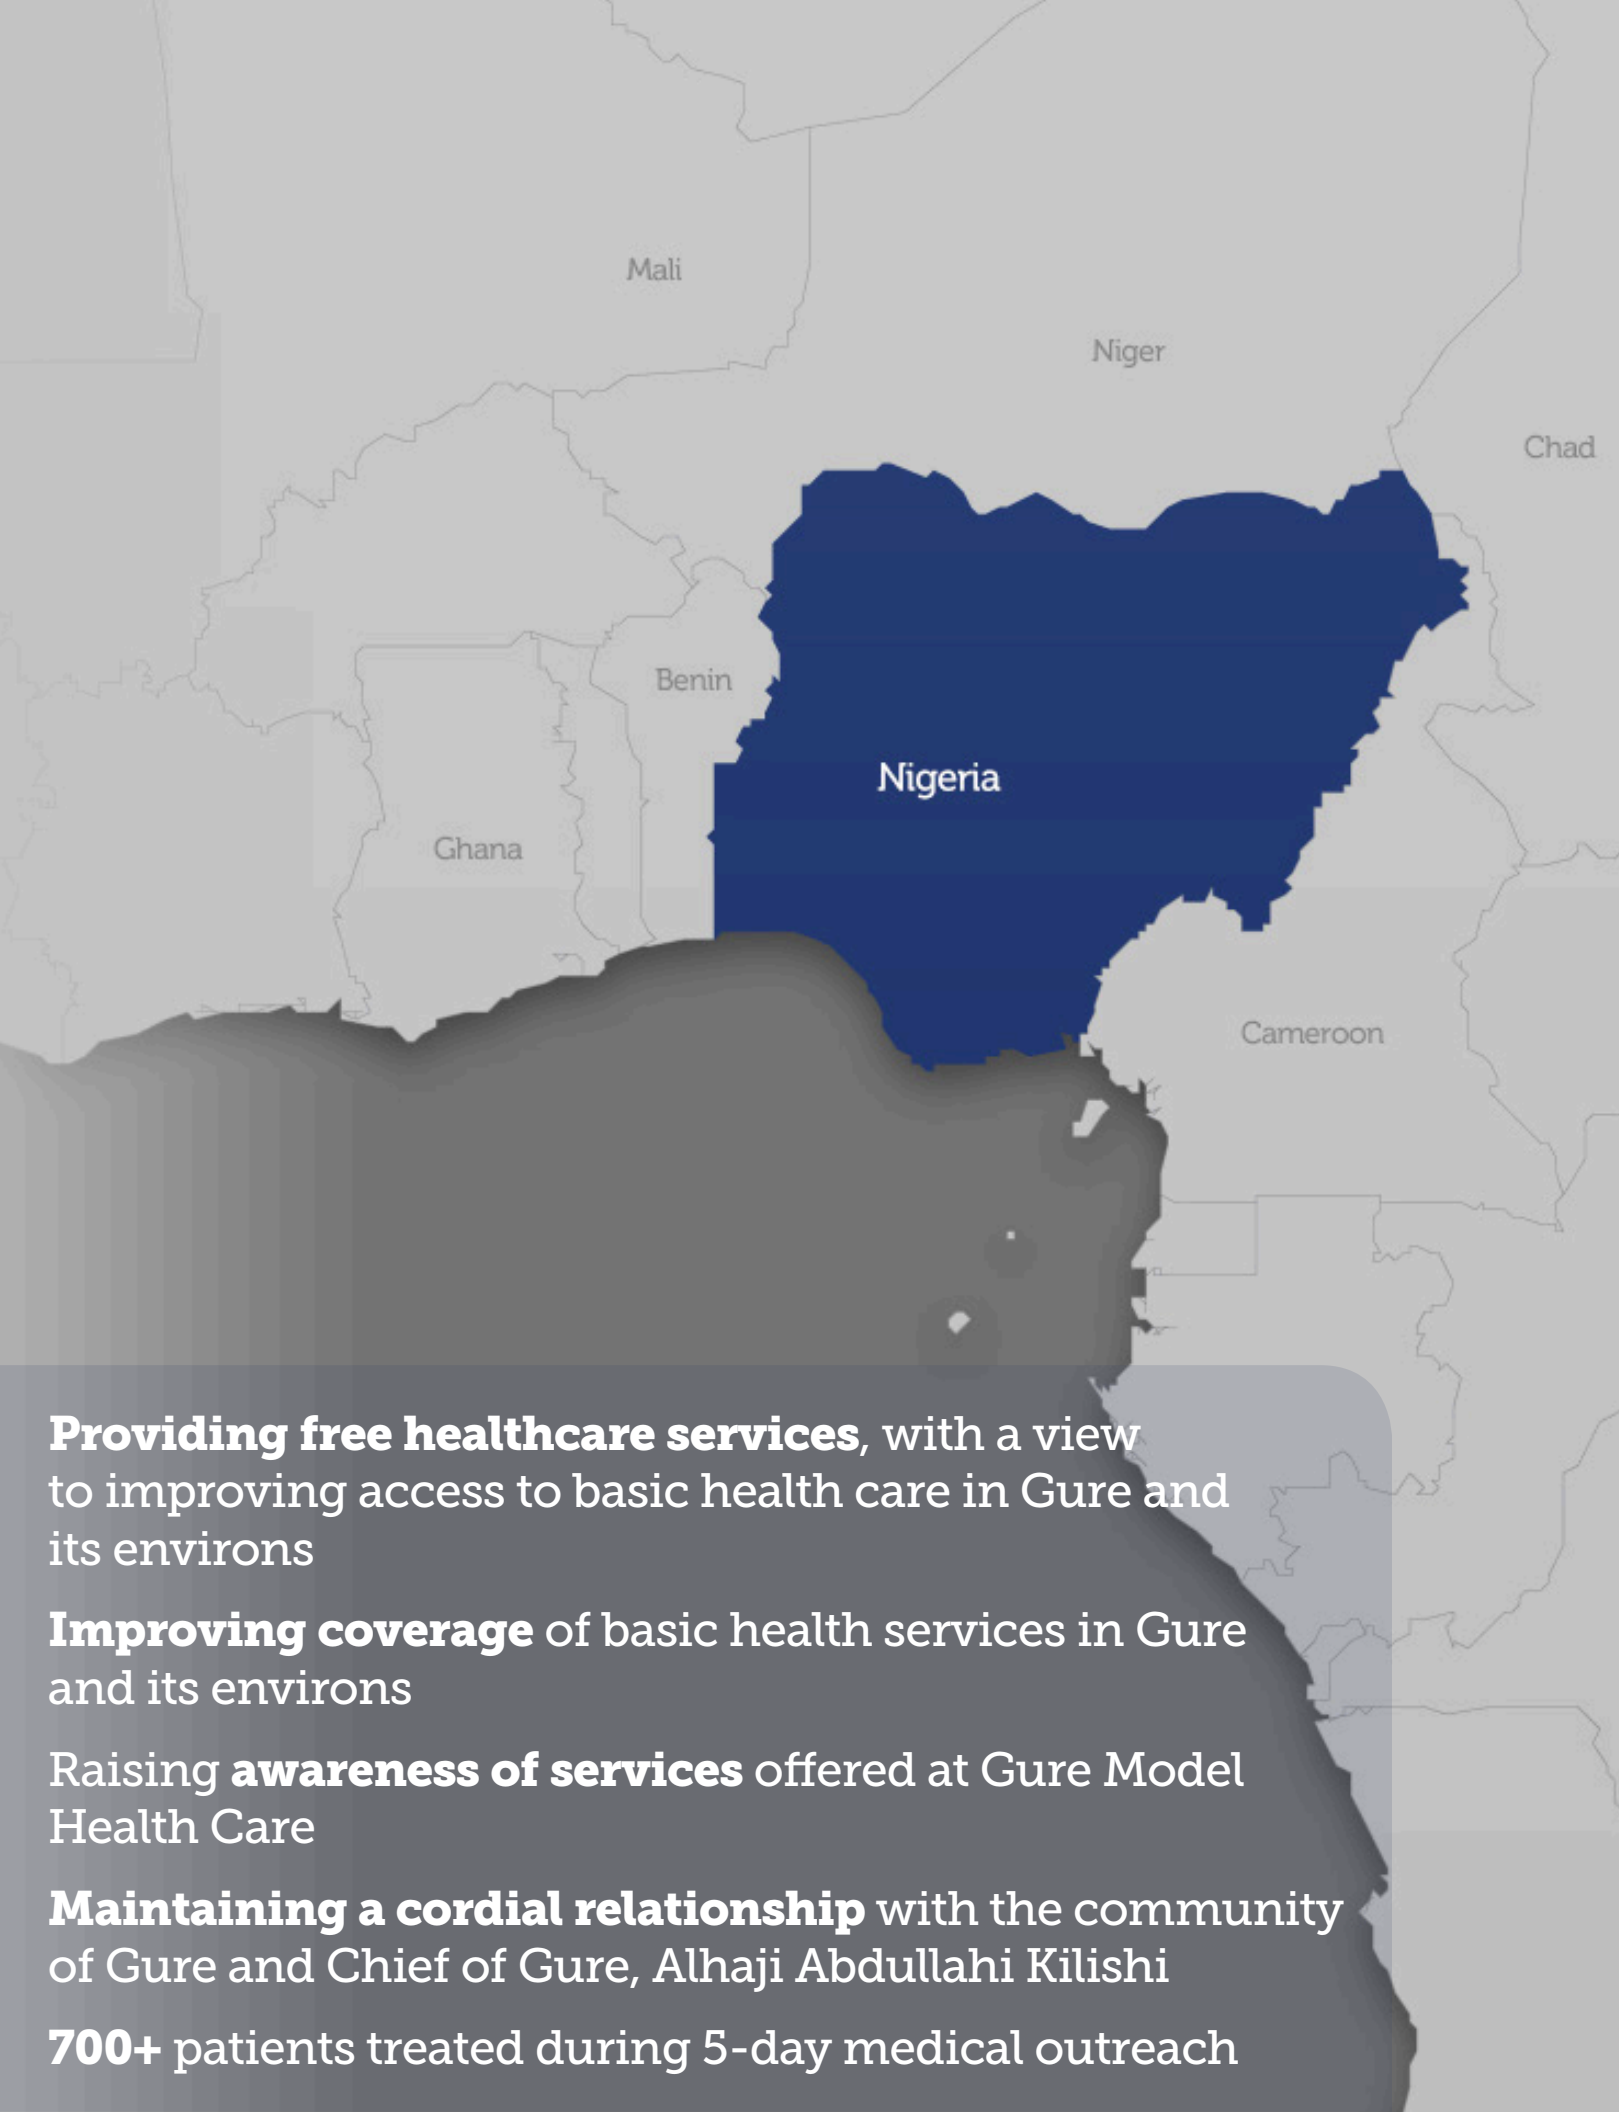 Mali
Niger
Chad
Benin
Nigeria
Ghana
Cameroon
Providing free healthcare services, with a view
to improving access to basic health care in Gure and
its environs
Improving coverage of basic health services in Gure
and its environs
Raising awareness of services offered at Gure Model
Health Care
Maintaining a cordial relationship with the community
of Gure and Chief of Gure, Alhaji Abdullahi Kilishi
700+ patients treated during 5-day medical outreach